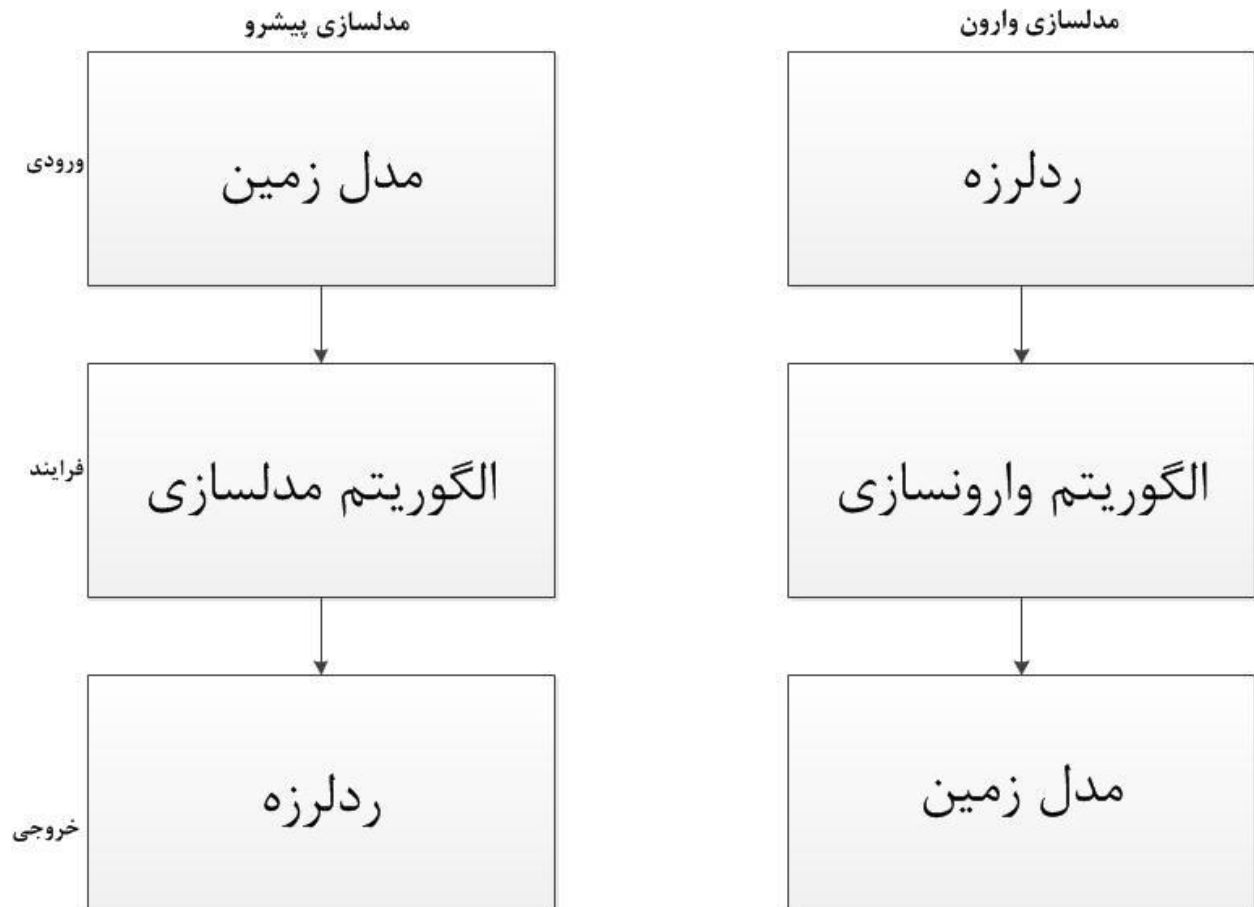 مدلسازی پیشرو
مدلسازی وارون
ورودی
مدل زمین
ردلرزه
فرایند
الگوریتم مدلسازی
الگوریتم وارونسازی
خروجی
ردلرزه
مدل زمین